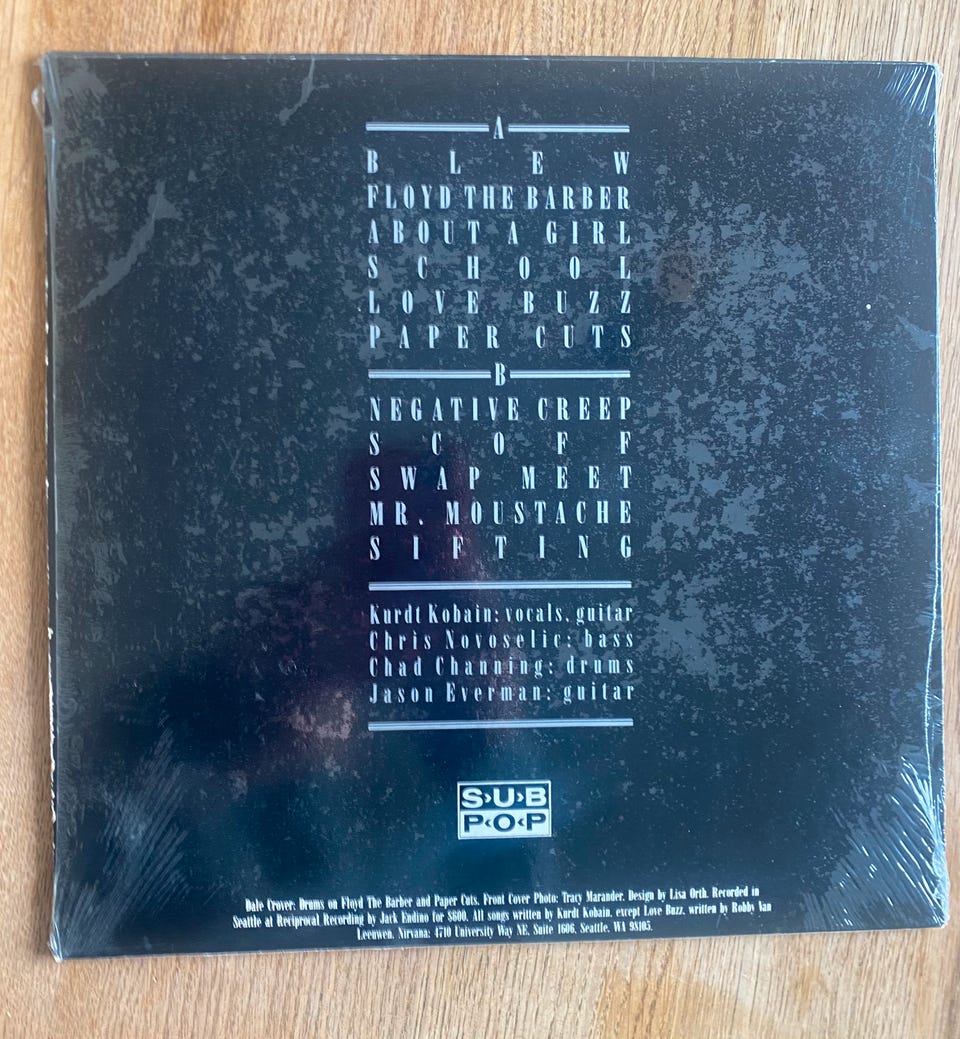 A
BLEW
FLOYD THE BARBER
ABOUT A GIRL
SCHOOL
LOVE BUZZ
PAPER CUTS
B
NEGATIVE CREEP
SCOFF
SWAP MEET
MR. MOUSTACHE
SIFTING
Kurdt Kobain: vocals, guitar
Chris Novoselic: bass
Chad Channing: drums
Jason Everman: guitar
S›U›B
P‹O‹P
Dale Crover: Drums on Floyd The Barber and Paper Cuts. Front Cover Photo: Tracy Marander. Design by Lisa Orth. Recorded in
Seattle at Reciprocal Recording by Jack Endino for $600. All songs written by Kurdt Kobain, except Love Buzz, written by Robby Van
Leeuwen. Nirvana: 4710 University Way NE, Suite 1606, Seattle, WA 98105.